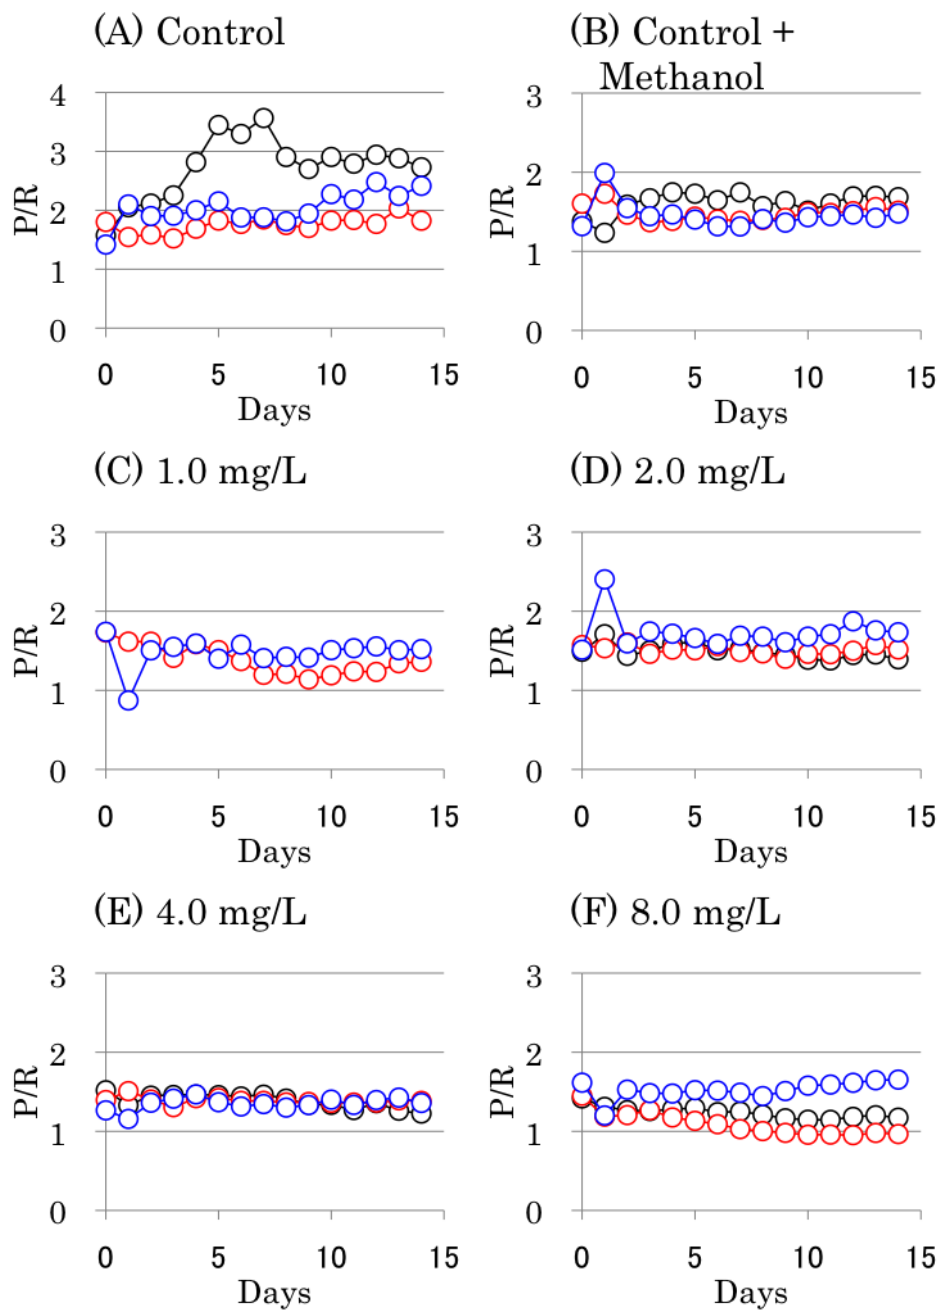 (A) Control
4
3
2
1
0
P/R
0 5 10 15
Days
(B) Control +
Methanol
3
2
1
0
P/R
0 5 10 15
Days
(C) 1.0 mg/L
3
2
1
0
P/R
0 5 10 15
Days
(D) 2.0 mg/L
3
2
1
0
P/R
0 5 10 15
Days
(E) 4.0 mg/L
3
2
1
0
P/R
0 5 10 15
Days
(F) 8.0 mg/L
3
2
1
0
P/R
0 5 10 15
Days